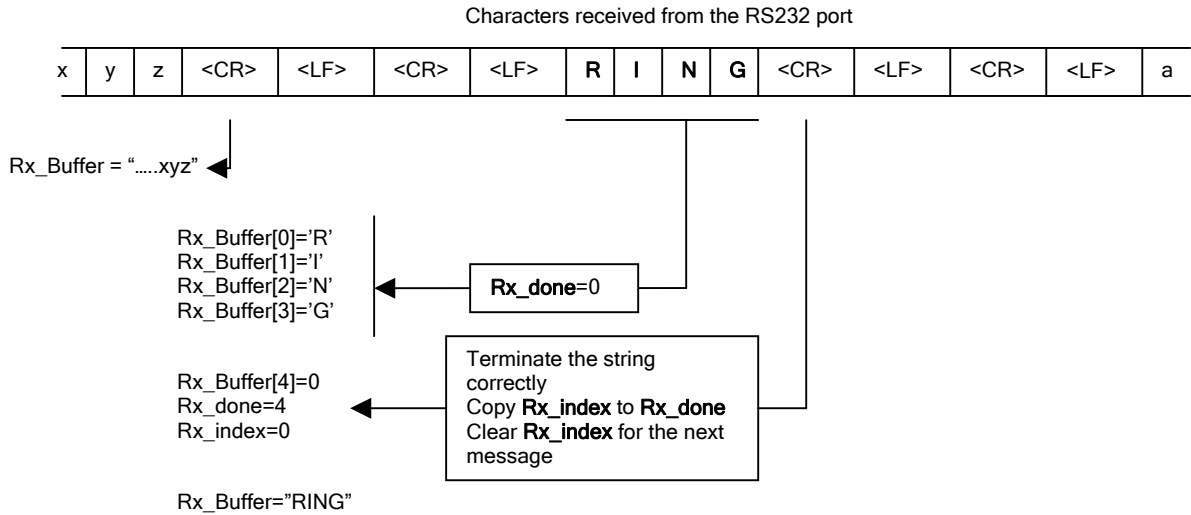 Characters received from the RS232 port
x y z <CR> <LF> <CR> <LF> R I N G <CR> <LF> <CR> <LF> a
Rx_Buffer = “.....xyz”
Rx_Buffer[0]=’R’
Rx_Buffer[1]=’I’
Rx_Buffer[2]=’N’
Rx_Buffer[3]=’G’
Rx_done=0
Rx_Buffer[4]=0
Rx_done=4
Rx_index=0
Terminate the string
correctly
Copy Rx_index to Rx_done
Clear Rx_index for the next
message
Rx_Buffer=”RING”